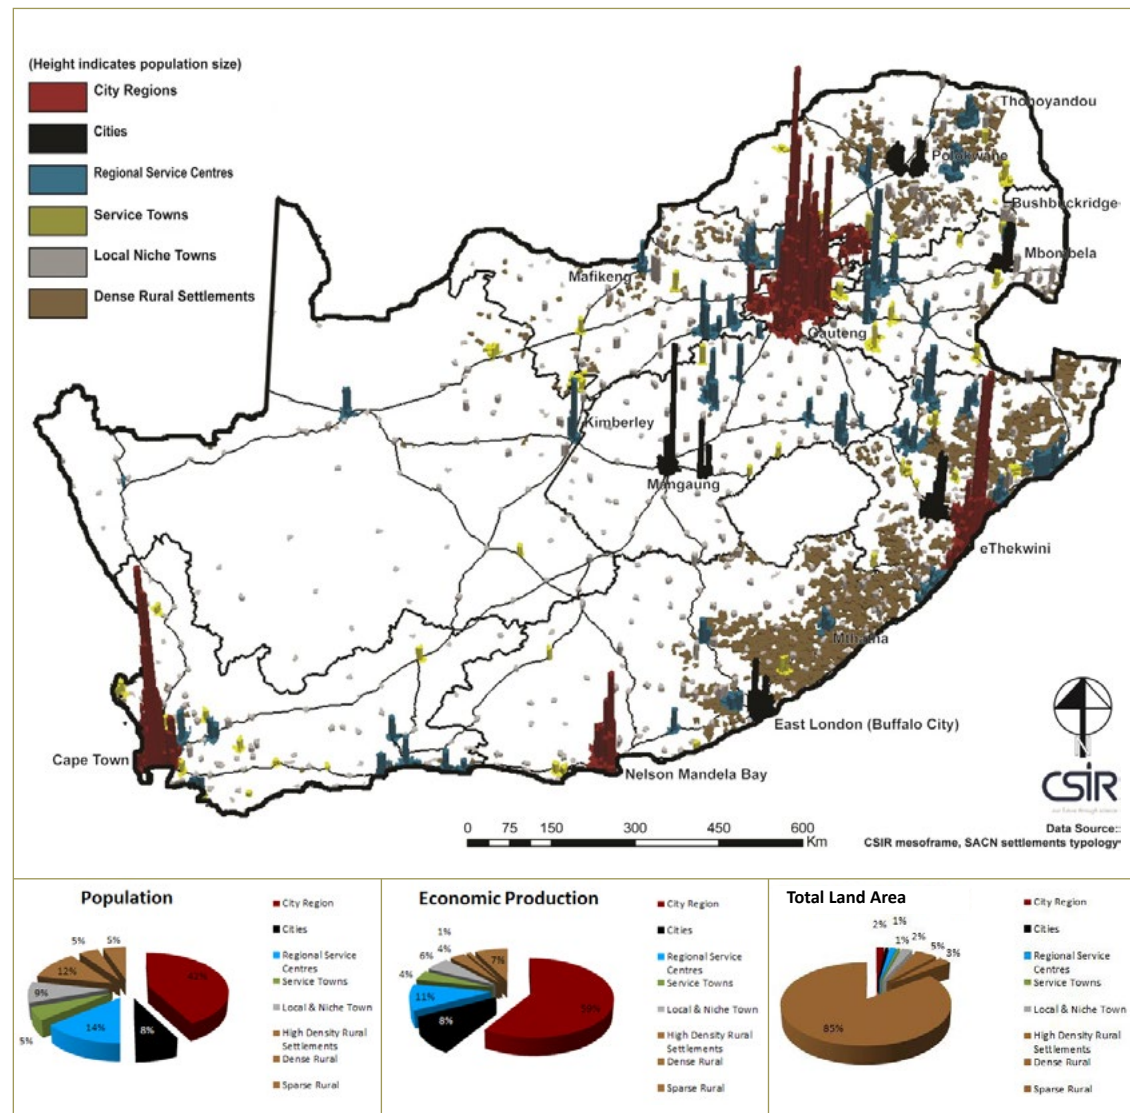 (Height indicates population size)
City Regions
Cities
Regional Service Centres
Service Towns
Local Niche Towns
Dense Rural Settlements
Thohoyandou
Polokwane
Bushbuckridge
Mbombela
Mafikeng
Gauteng
Kimberley
Mangaung
eThekwini
Mthatha
East London (Buffalo City)
Cape Town
Nelson Mandela Bay
N
CSIR
our future through science
0 75 150 300 450 600
Km
Data Source::
CSIR mesoframe, SACN settlements typology
Population
5%
5%
12%
9%
5%
14%
8%
42%
City Region
Cities
Regional Service
Centres
Service Towns
Local & Niche Town
High Density Rural
Settlements
Dense Rural
Sparse Rural
Economic Production
1%
4%
6%
4%
11%
8%
7%
59%
City Region
Cities
Regional Service
Centres
Service Towns
Local & Niche Town
High Density Rural
Settlements
Dense Rural
Sparse Rural
Total Land Area
2%
1%
1%
2%
5%
3%
85%
City Region
Cities
Regional Service
Centres
Service Towns
Local & Niche Town
High Density Rural
Settlements
Dense Rural
Sparse Rural